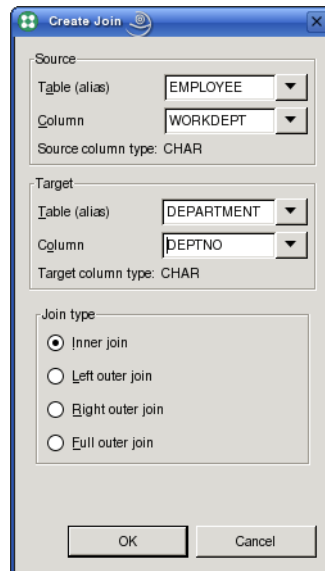 Create Join
Source
Table (alias) EMPLOYEE
Column WORKDEPT
Source column type: CHAR
Target
Table (alias) DEPARTMENT
Column DEPTNO
Target column type: CHAR
Join type
Inner join
Left outer join
Right outer join
Full outer join
OK Cancel